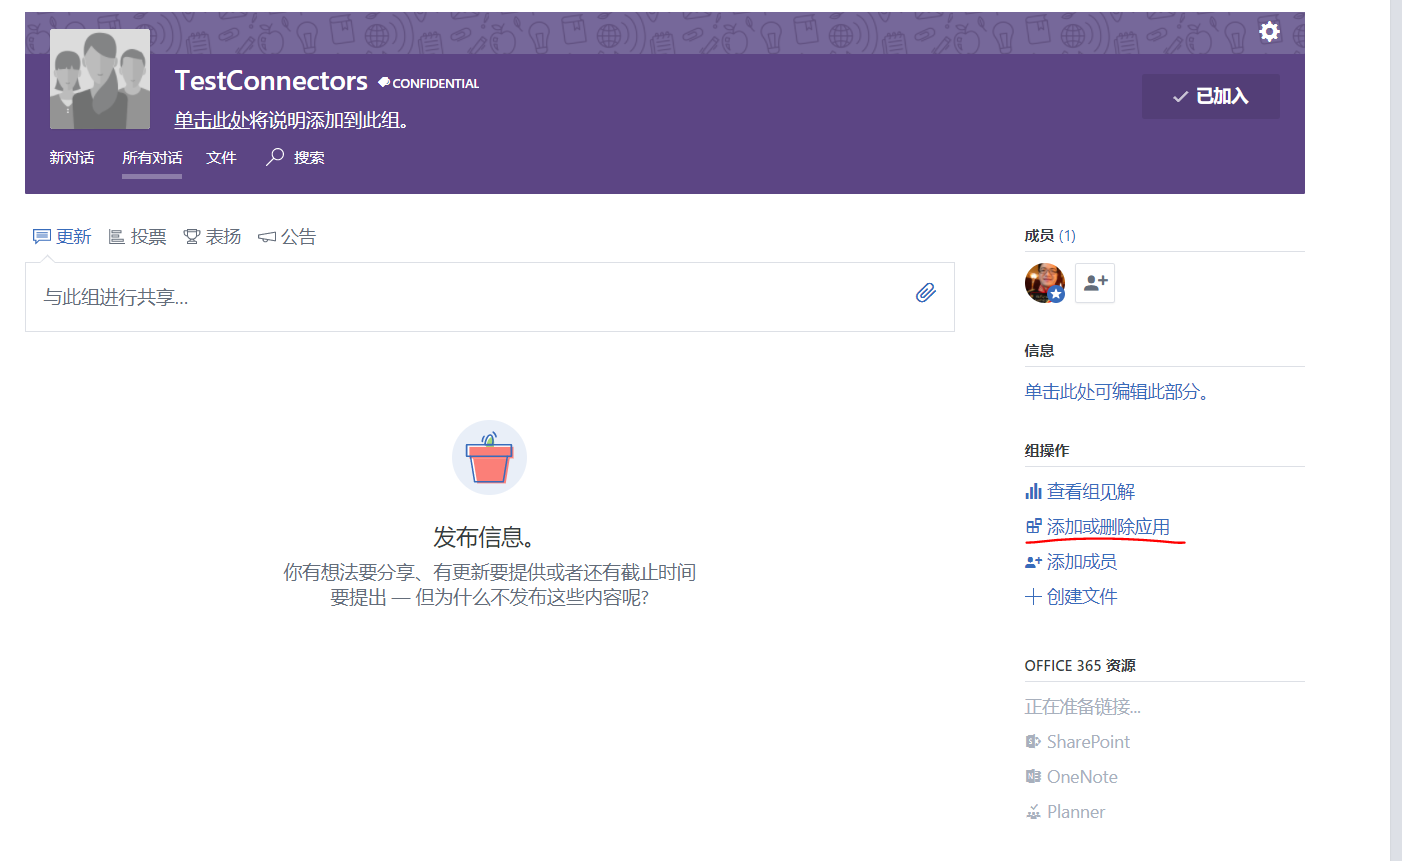 TestConnectors CONFIDENTIAL
已加入
单击此处将说明添加到此组。
新对话 所有对话 文件 搜索
更新 投票 表扬 公告
与此组进行共享...
发布信息。
你有想法要分享、有更新要提供或者还有截止时间
要提出 — 但为什么不发布这些内容呢?
成员 (1)
信息
单击此处可编辑此部分。
组操作
查看组见解
添加或删除应用
添加成员
创建文件
OFFICE 365 资源
正在准备链接...
SharePoint
OneNote
Planner